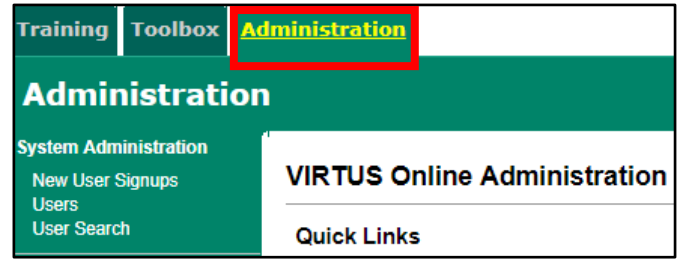 Training Toolbox Administration
Administration
System Administration
New User Signups
Users
User Search
VIRTUS Online Administration
Quick Links